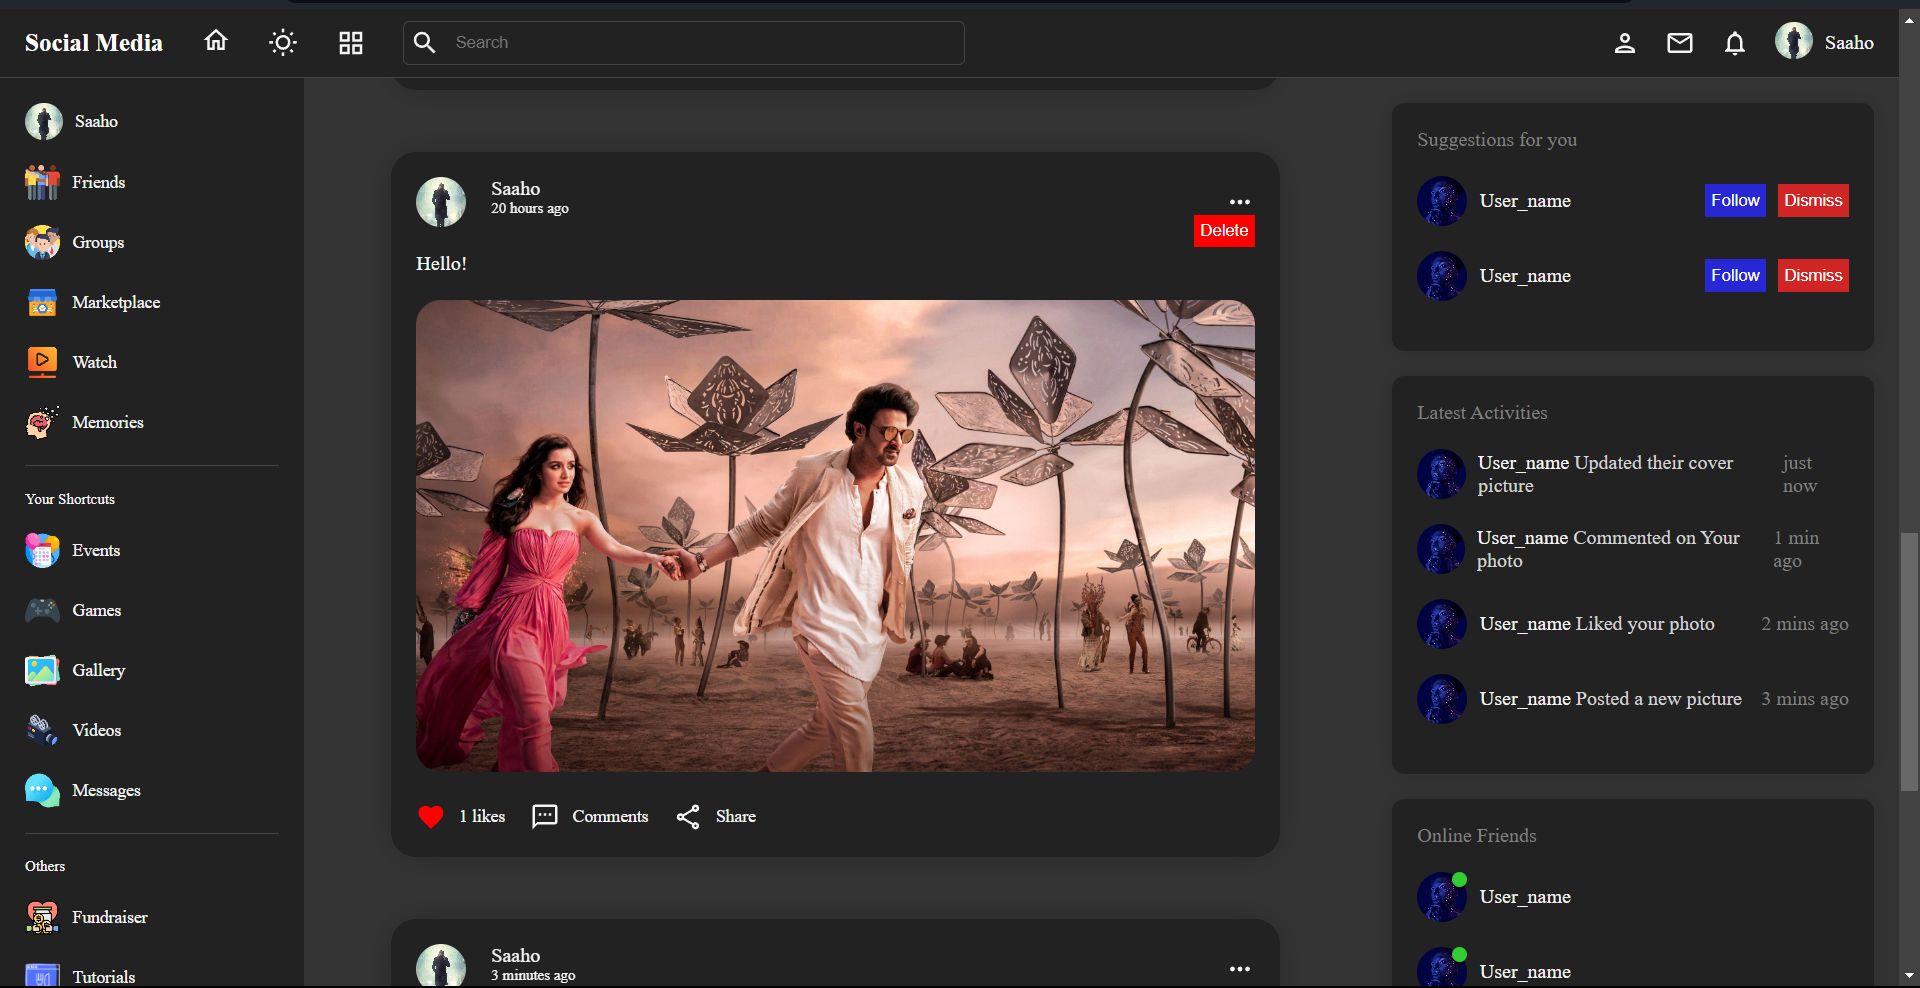 Social Media
Search
Saaho
Saaho
Friends
Groups
Marketplace
Watch
Memories
Your Shortcuts
Events
Games
Gallery
Videos
Messages
Others
Fundraiser
Tutorials
Saaho
20 hours ago
Delete
Hello!
1 likes
Comments
Share
Saaho
3 minutes ago
Suggestions for you
User_name
Follow
Dismiss
User_name
Follow
Dismiss
Latest Activities
User_name Updated their cover
picture
just
now
User_name Commented on Your
photo
1 min
ago
User_name Liked your photo
2 mins ago
User_name Posted a new picture
3 mins ago
Online Friends
User_name
User_name